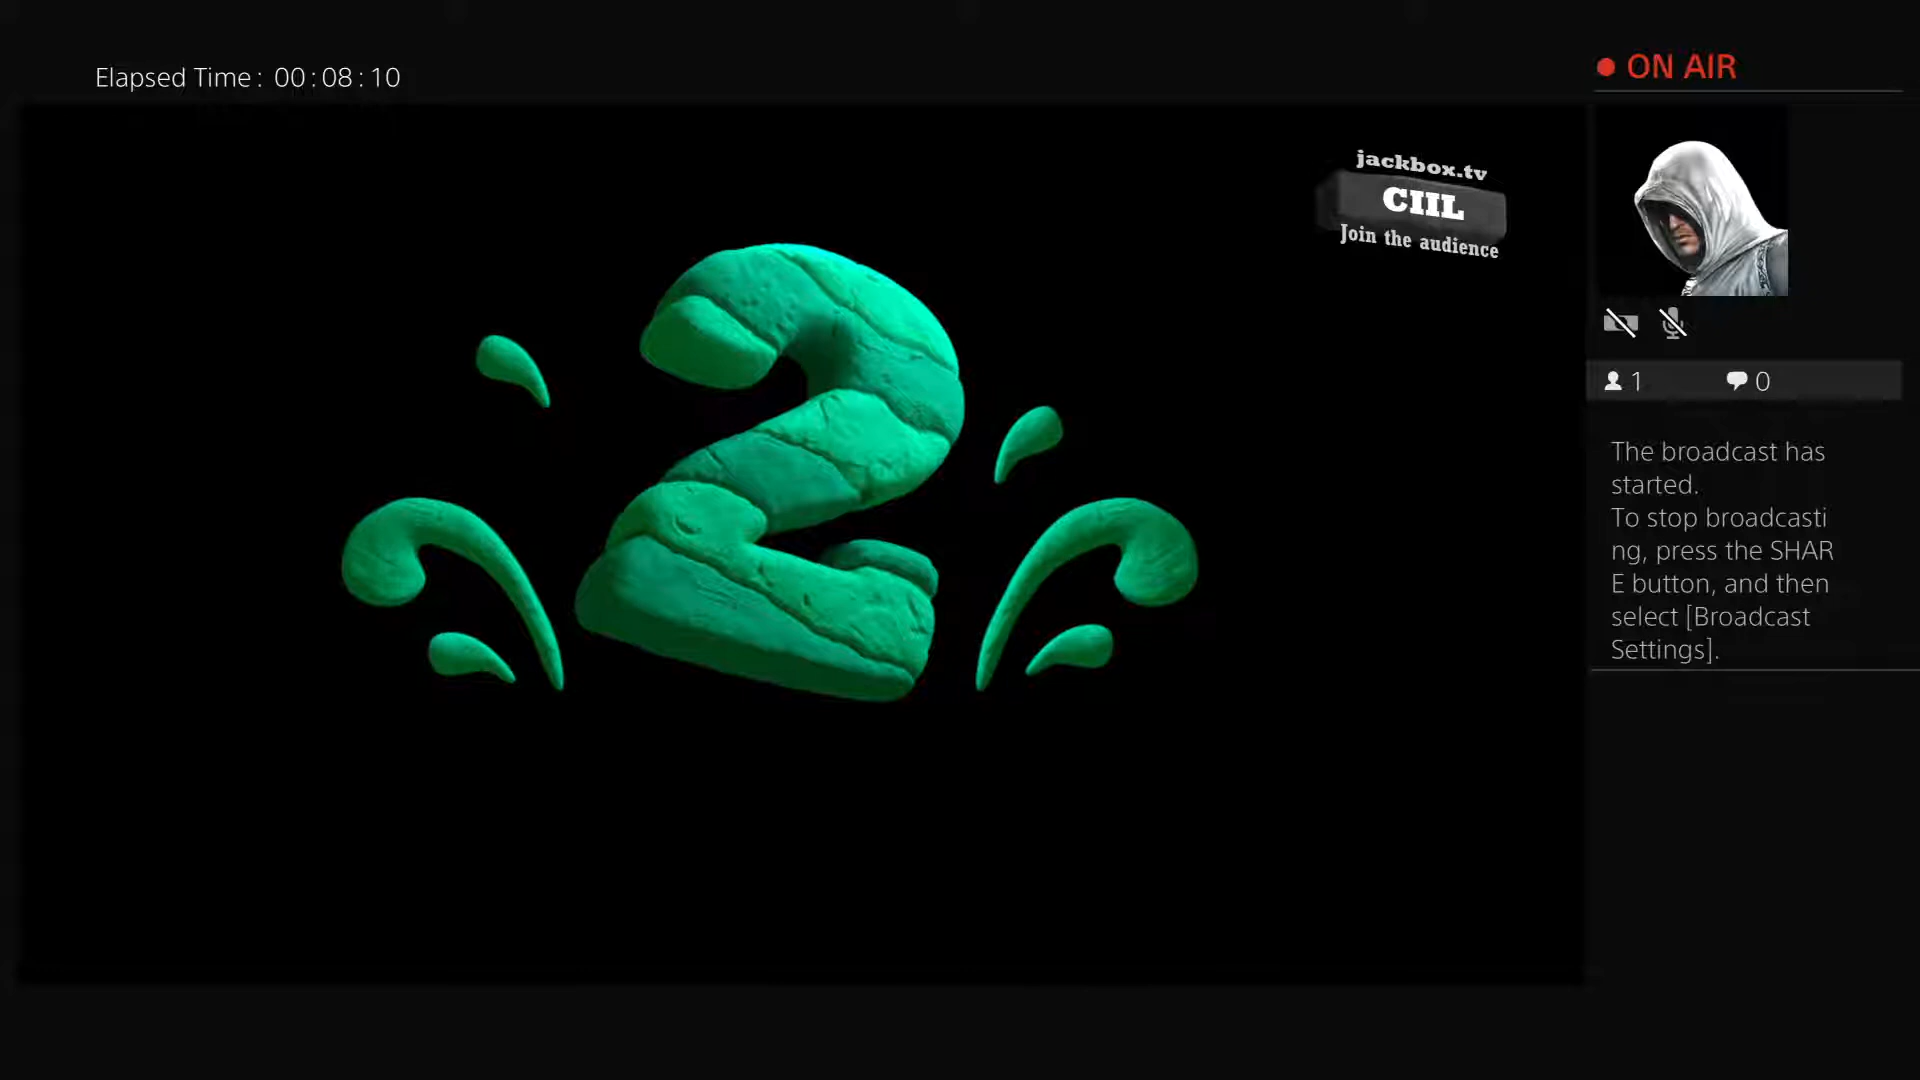 Elapsed Time: 00:08:10
ON AIR
jackbox.tv
CIIL
Join the audience
2
1
0
The broadcast has
started.
To stop broadcasti
ng, press the SHAR
E button, and then
select [Broadcast
Settings].